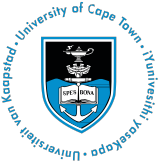 University of Cape Town · iYunivesithi yaseKapa · Universiteit van Kaapstad ·
SPES BONA